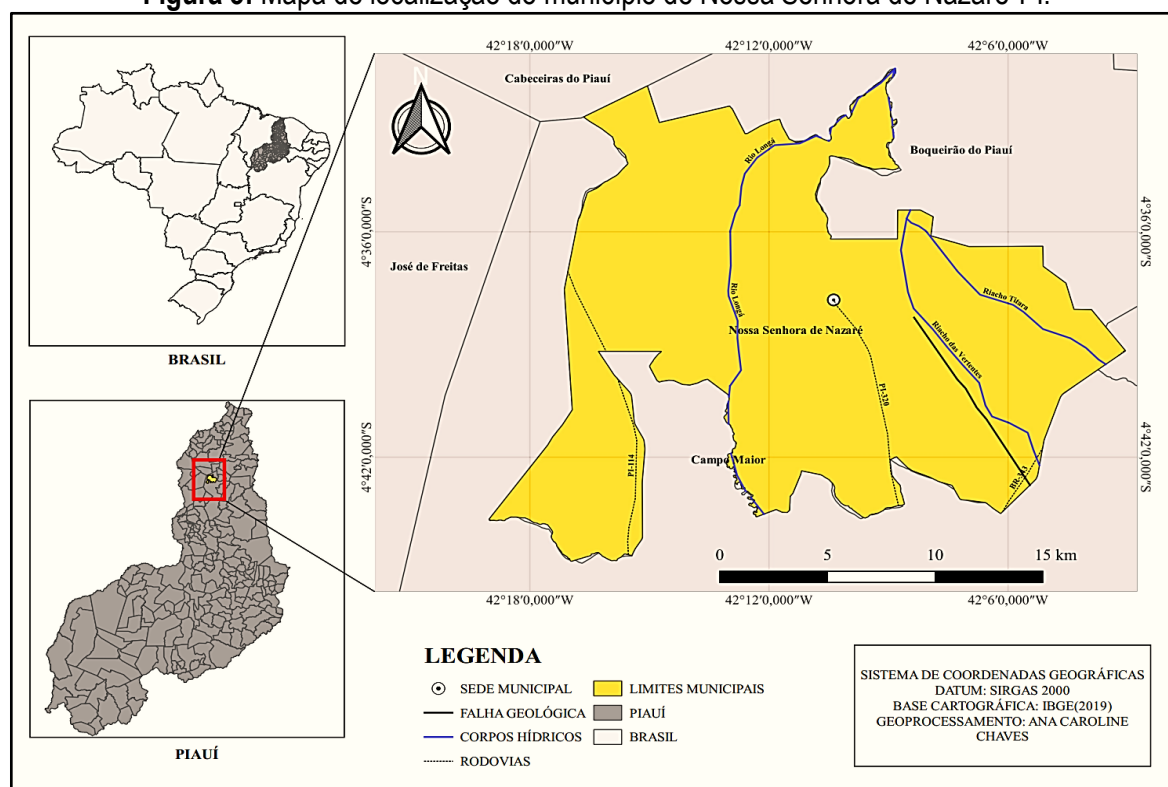 Figura 3: Mapa de localização do município de Nossa Senhora de Nazaré-PI.
42°18'0,000"W
42°12'0,000"W
42°6'0,000"W
Cabeceiras do Piauí
N
Boqueirão do Piauí
Rio Longá
4°36'0,000"S
4°36'0,000"S
José de Freitas
Rio Longá
Riacho Titara
Nossa Senhora de Nazaré
Riacho das Vertentes
BRASIL
PI-320
4°42'0,000"S
4°42'0,000"S
Campo Maior
PI-114
BR-343
0 5 10 15 km
42°18'0,000"W
42°12'0,000"W
42°6'0,000"W
PIAUÍ
LEGENDA
SEDE MUNICIPAL
LIMITES MUNICIPAIS
FALHA GEOLÓGICA
PIAUÍ
CORPOS HÍDRICOS
BRASIL
RODOVIAS
SISTEMA DE COORDENADAS GEOGRÁFICAS
DATUM: SIRGAS 2000
BASE CARTOGRÁFICA: IBGE(2019)
GEOPROCESSAMENTO: ANA CAROLINE
CHAVES